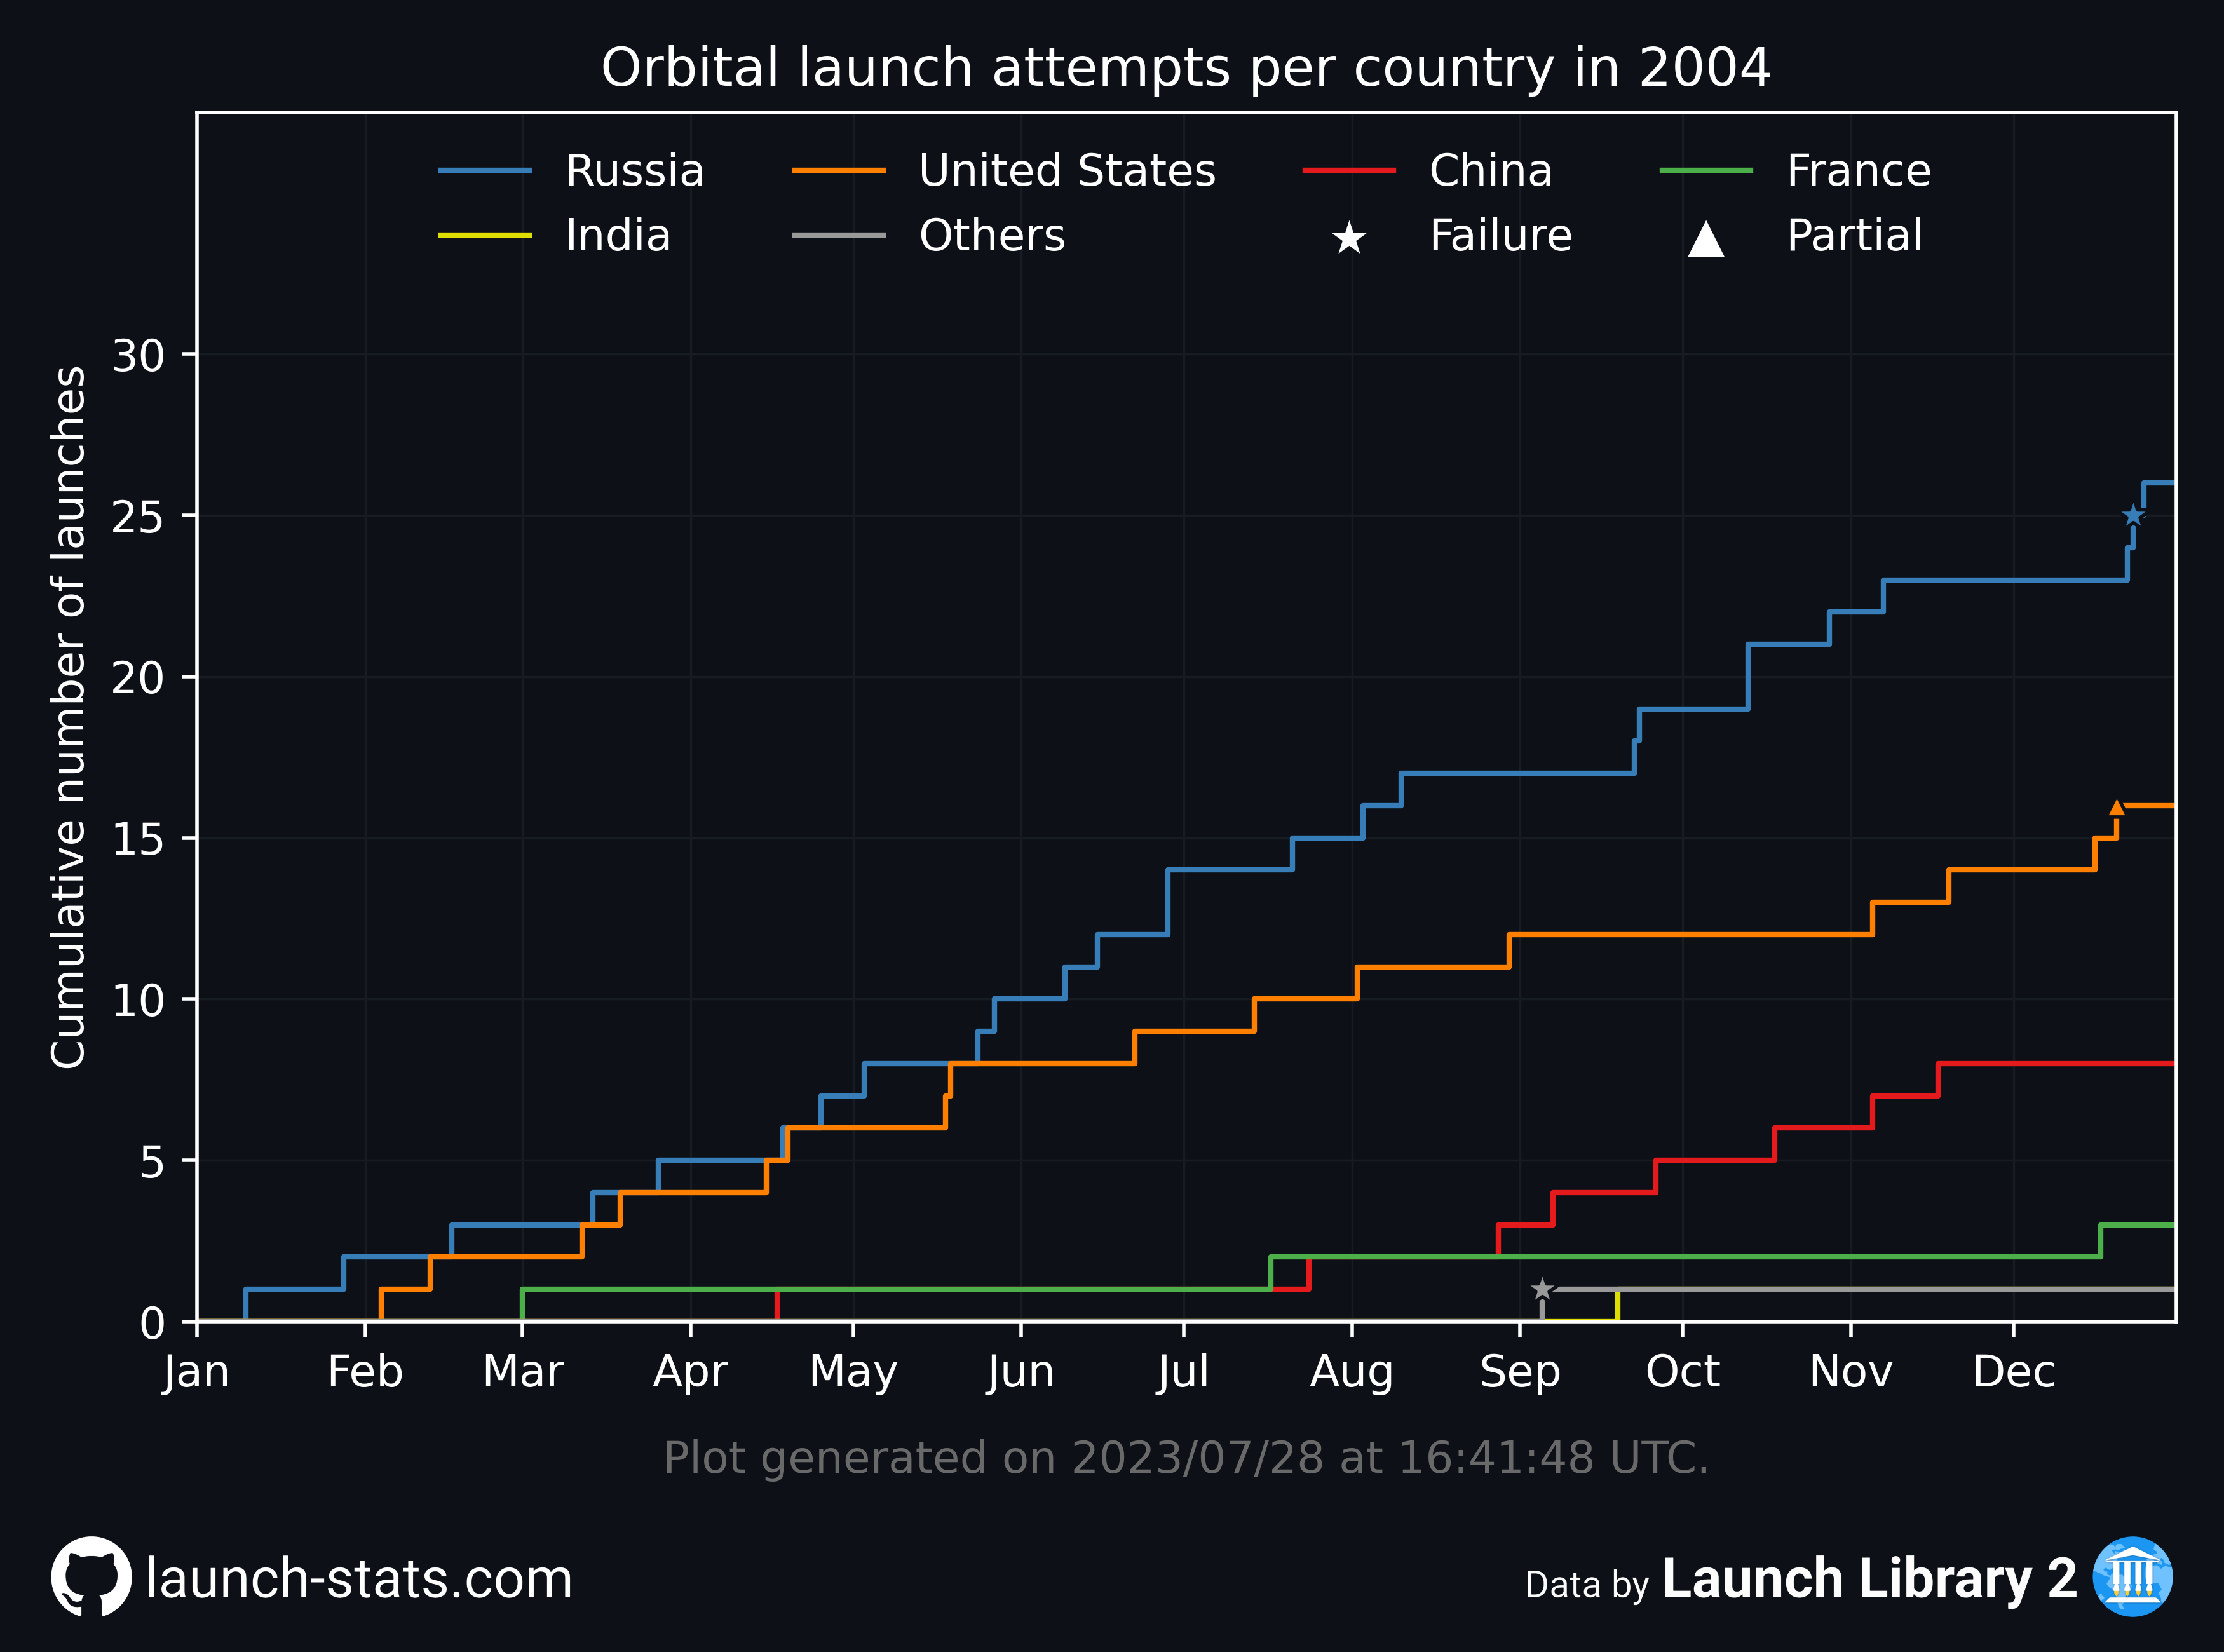 Orbital launch attempts per country in 2004
Russia United States China France
India Others Failure Partial
Cumulative number of launches
30
25
20
15
10
5
0
Jan Feb Mar Apr May Jun Jul Aug Sep Oct Nov Dec
Plot generated on 2023/07/28 at 16:41:48 UTC.
launch-stats.com
Data by Launch Library 2